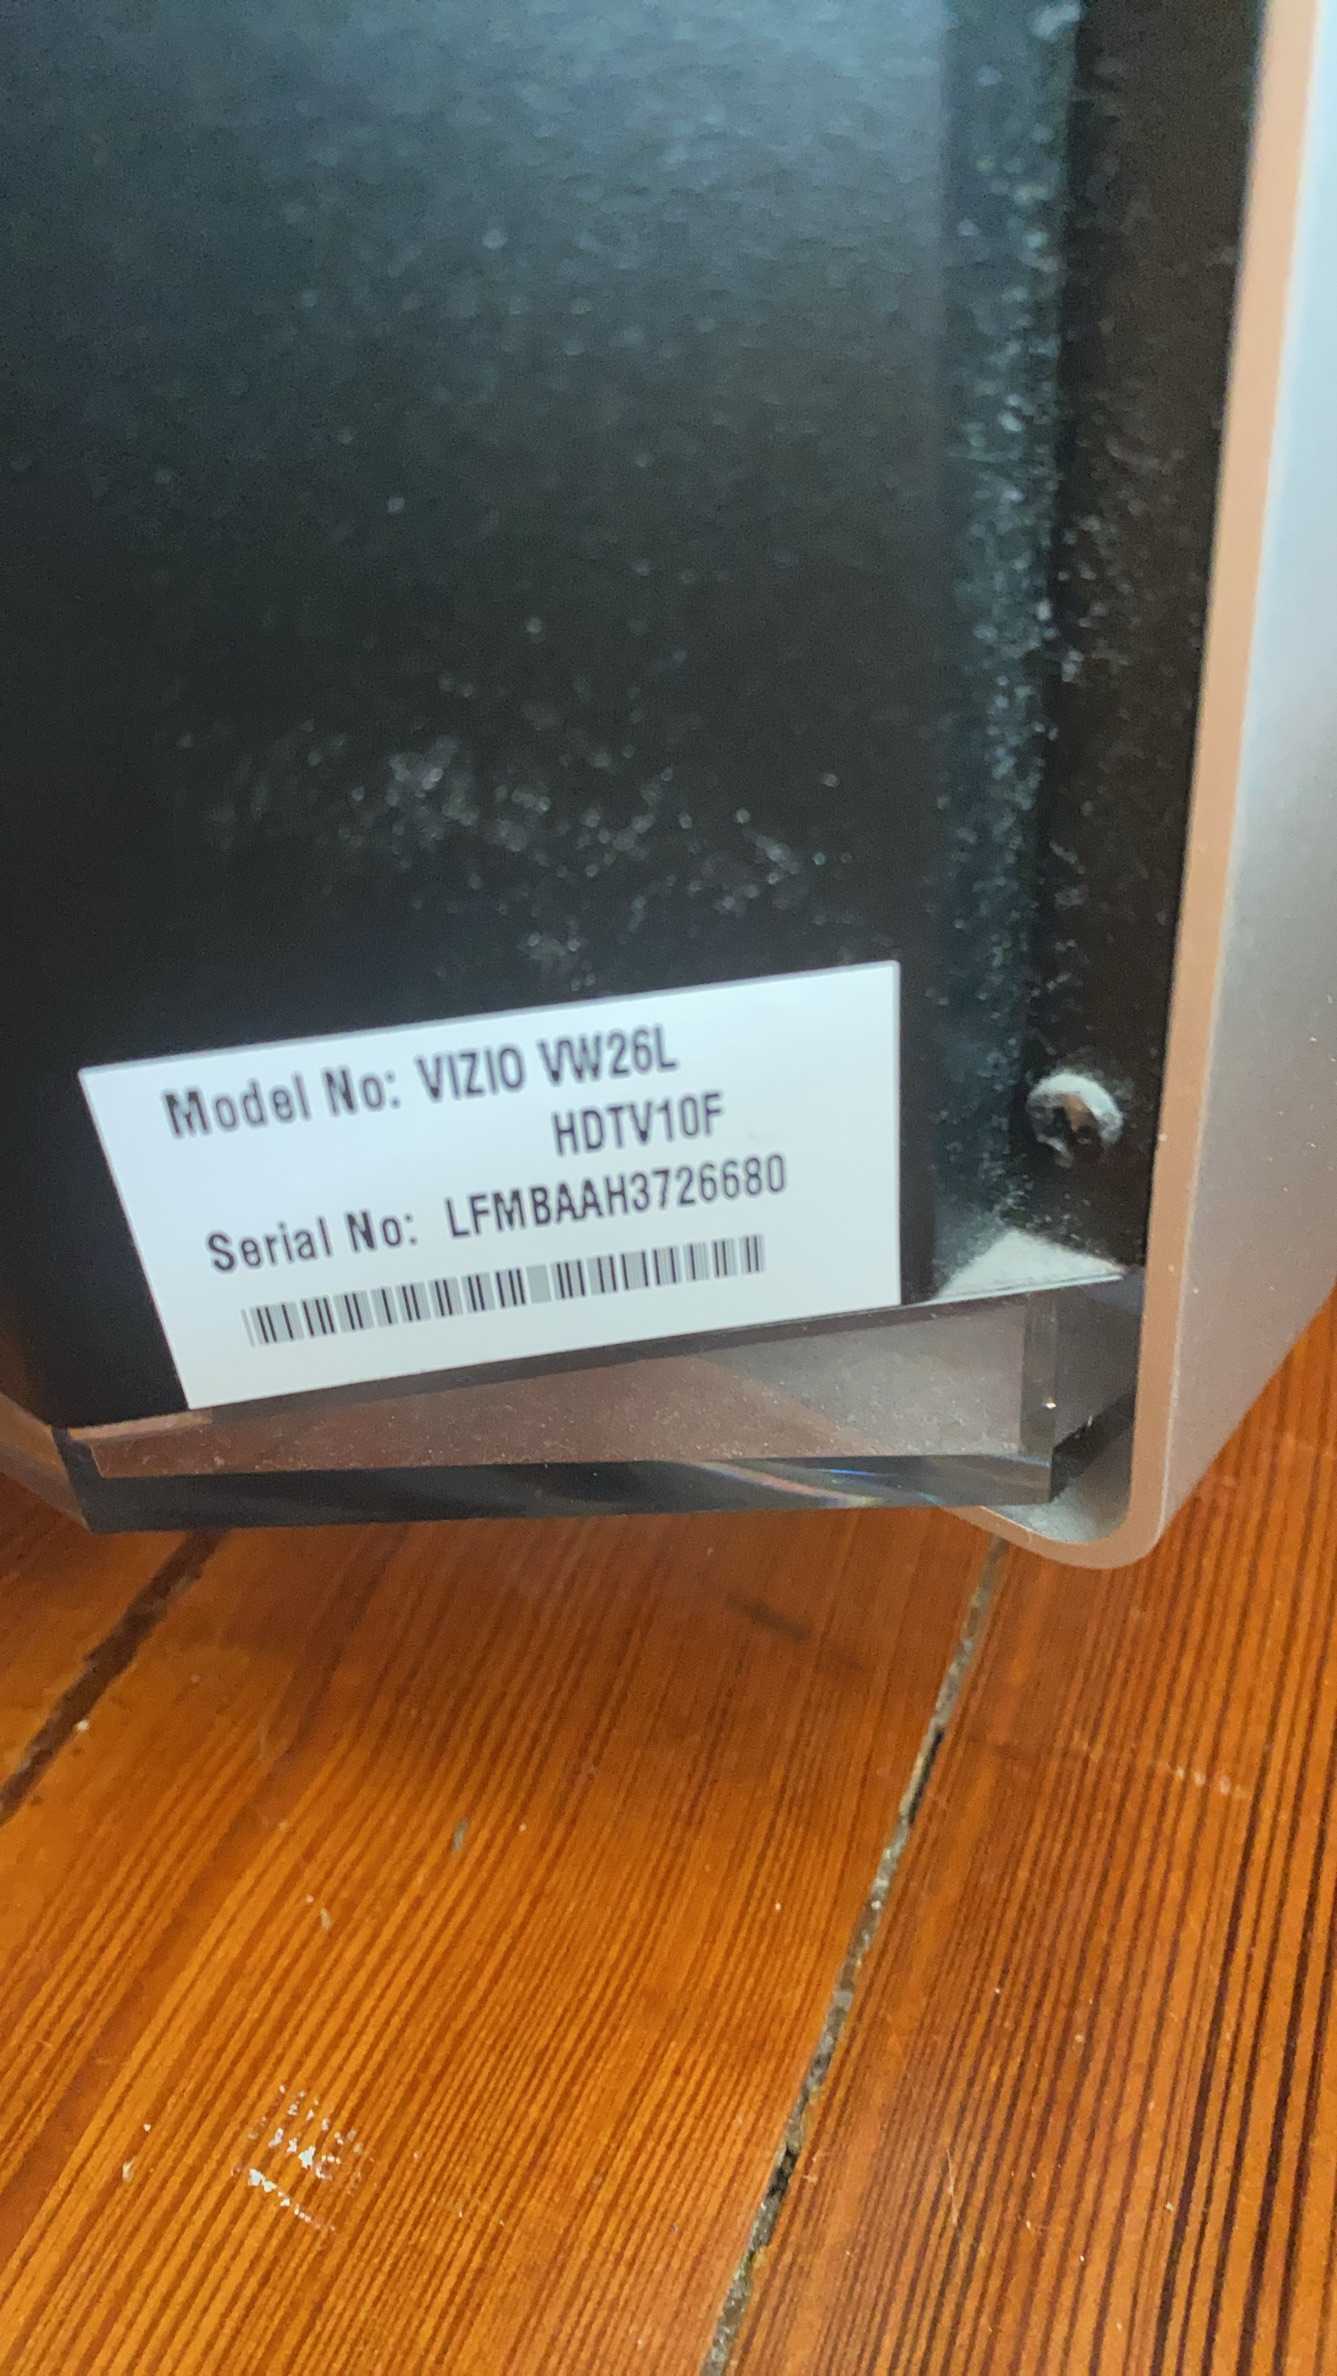 Model No: VIZIO VW26L
HDTV10F
Serial No: LFMBAAH3726680